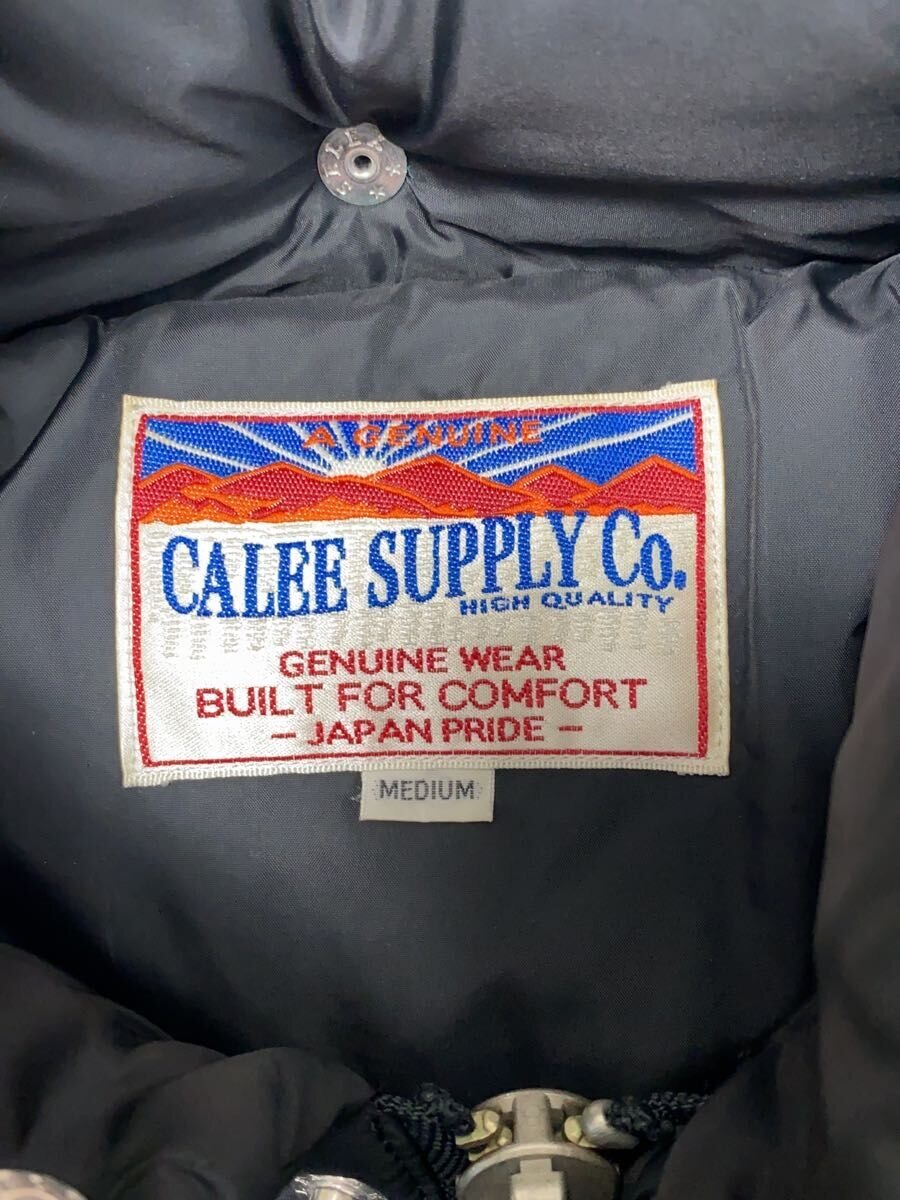 A GENUINE
CALEE SUPPLY CO.
HIGH QUALITY
GENUINE WEAR
BUILT FOR COMFORT
- JAPAN PRIDE -
MEDIUM